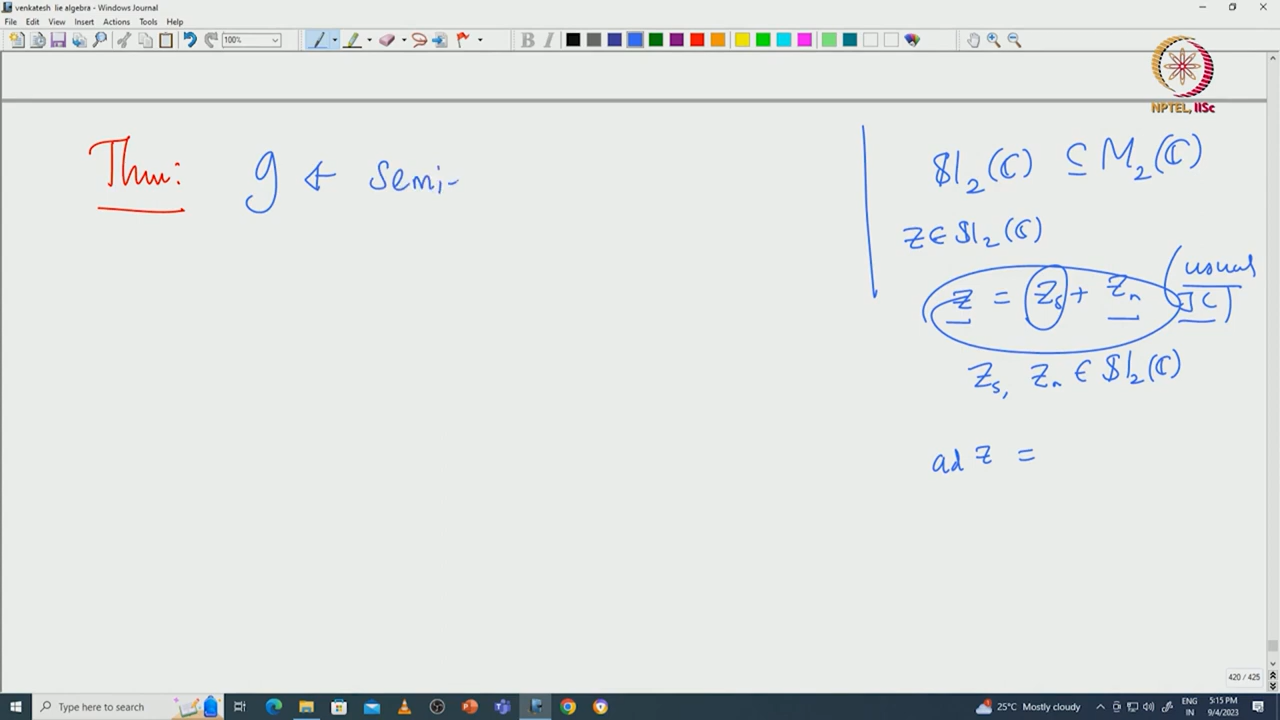 venkatesh lie algebra - Windows Journal
File Edit View Insert Actions Tools Help
100%
B I
NPTEL, IISc
Thm: g ← semi-
sl₂(ℂ) ⊆ M₂(ℂ)
z ∈ sl₂(ℂ)
(z = zₛ + zₙ (usual
JC)
zₛ, zₙ ∈ sl₂(ℂ)
ad z =
420 / 425
Type here to search
25°C Mostly cloudy
ENG
IN
5:15 PM
9/4/2023